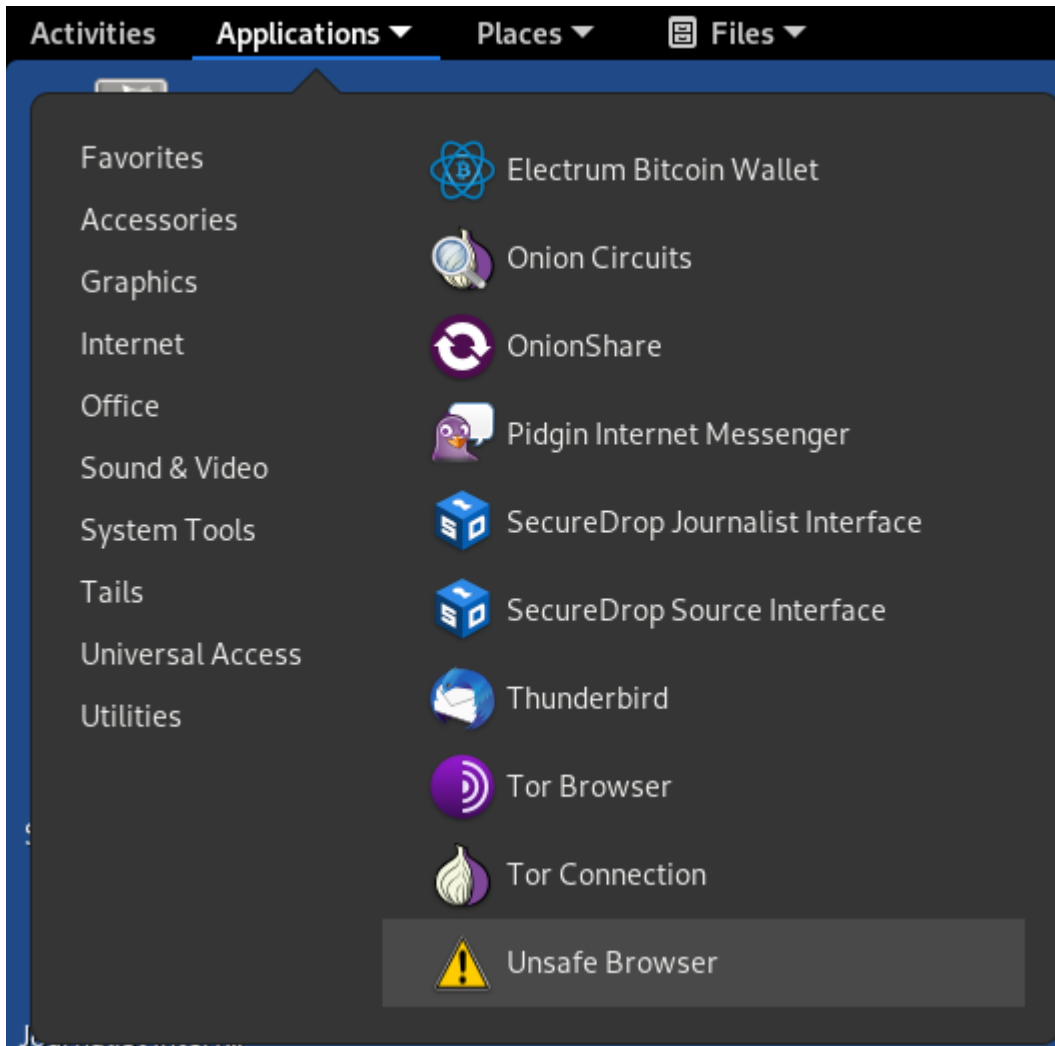 Activities Applications Places Files
Favorites
Accessories
Graphics
Internet
Office
Sound & Video
System Tools
Tails
Universal Access
Utilities
Electrum Bitcoin Wallet
Onion Circuits
OnionShare
Pidgin Internet Messenger
SecureDrop Journalist Interface
SecureDrop Source Interface
Thunderbird
Tor Browser
Tor Connection
Unsafe Browser